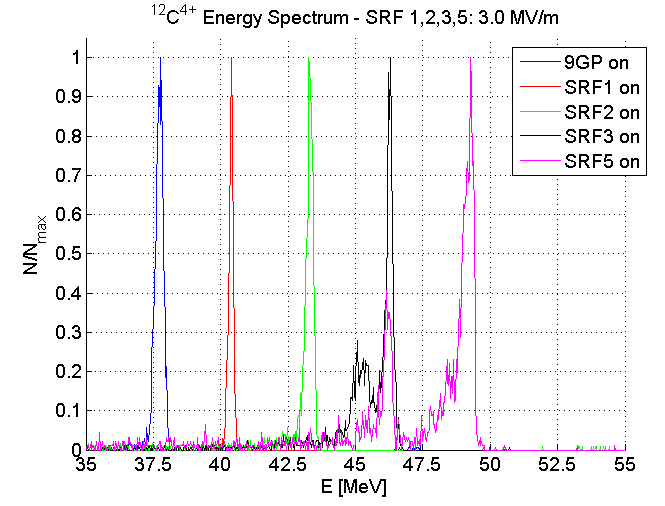 ¹²C⁴⁺ Energy Spectrum - SRF 1,2,3,5: 3.0 MV/m
9GP on
SRF1 on
SRF2 on
SRF3 on
SRF5 on
1
0.9
0.8
0.7
0.6
0.5
0.4
0.3
0.2
0.1
0
N/Nmax
35 37.5 40 42.5 45 47.5 50 52.5 55
E [MeV]